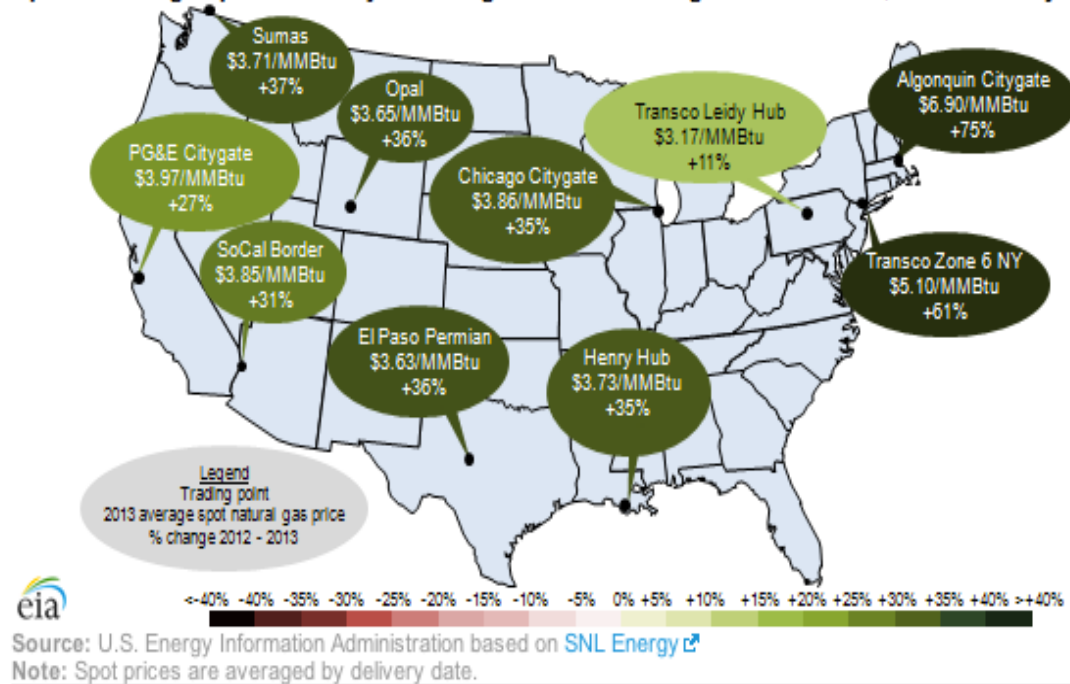 Sumas
$3.71/MMBtu
+37%
Opal
$3.65/MMBtu
+36%
Transco Leidy Hub
$3.17/MMBtu
+11%
Algonquin Citygate
$6.90/MMBtu
+75%
PG&E Citygate
$3.97/MMBtu
+27%
Chicago Citygate
$3.86/MMBtu
+35%
SoCal Border
$3.85/MMBtu
+31%
Transco Zone 6 NY
$5.10/MMBtu
+61%
El Paso Permian
$3.63/MMBtu
+36%
Henry Hub
$3.73/MMBtu
+35%
Legend
Trading point
2013 average spot natural gas price
% change 2012 - 2013
eia
<-40% -40% -35% -30% -25% -20% -15% -10% -5% 0% +5% +10% +15% +20% +25% +30% +35% +40% >+40%
Source: U.S. Energy Information Administration based on SNL Energy
Note: Spot prices are averaged by delivery date.